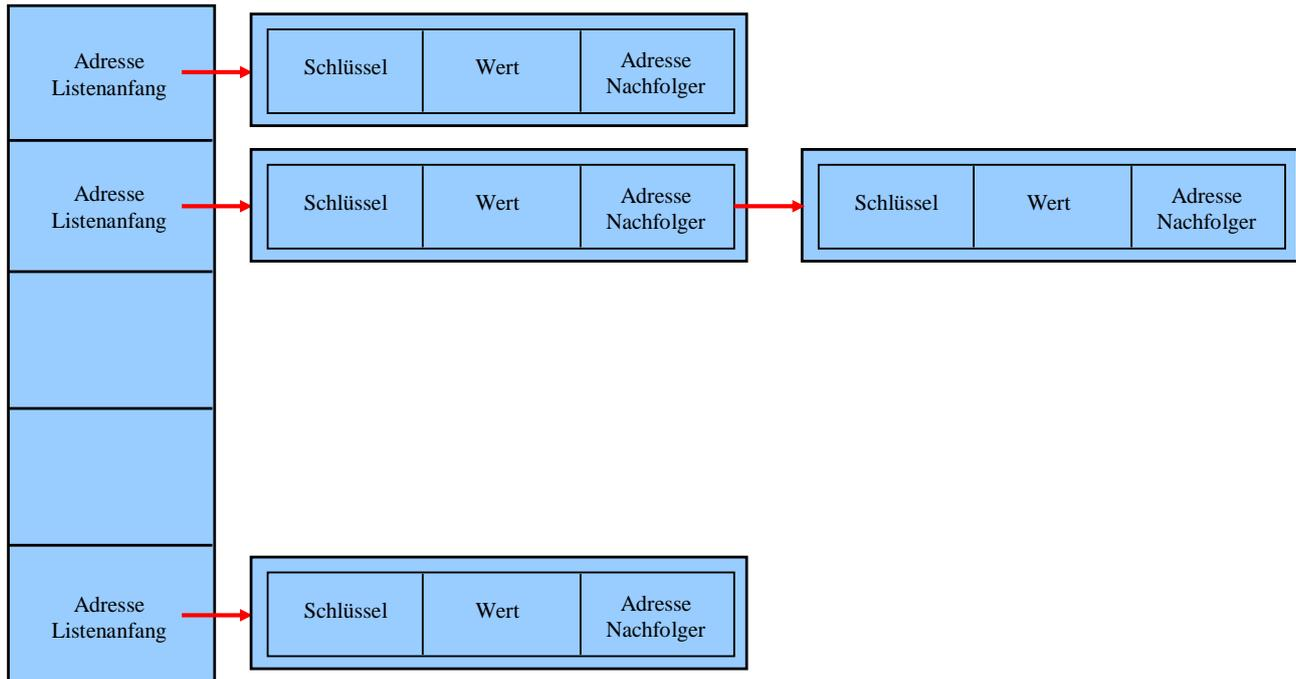 Adresse
Listenanfang
Schlüssel
Wert
Adresse
Nachfolger
Adresse
Listenanfang
Schlüssel
Wert
Adresse
Nachfolger
Schlüssel
Wert
Adresse
Nachfolger
Adresse
Listenanfang
Schlüssel
Wert
Adresse
Nachfolger